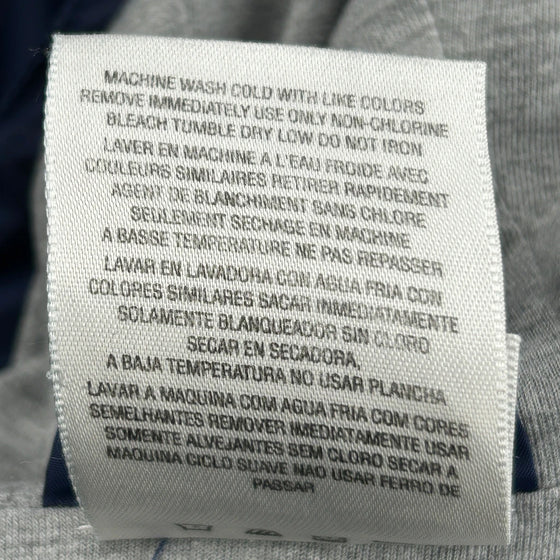 MACHINE WASH COLD WITH LIKE COLORS
REMOVE IMMEDIATELY USE ONLY NON-CHLORINE
BLEACH TUMBLE DRY LOW DO NOT IRON
LAVER EN MACHINE A L'EAU FROIDE AVEC
COULEURS SIMILAIRES RETIRER RAPIDEMENT
AGENT DE BLANCHIMENT SANS CHLORE
SEULEMENT SECHAGE EN MACHINE
A BASSE TEMPERATURE NE PAS REPASSER
LAVAR EN LAVADORA CON AGUA FRIA CON
COLORES SIMILARES SACAR INMEDIATAMENTE
SOLAMENTE BLANQUEADOR SIN CLORO
SECAR EN SECADORA,
A BAJA TEMPERATURA NO USAR PLANCHA
LAVAR A MAQUINA COM AGUA FRIA COM CORES
SEMELHANTES REMOVER IMEDIATAMENTE USAR
SOMENTE ALVEJANTES SEM CLORO SECAR A
MAQUINA CICLO SUAVE NAO USAR FERRO DE
PASSAR